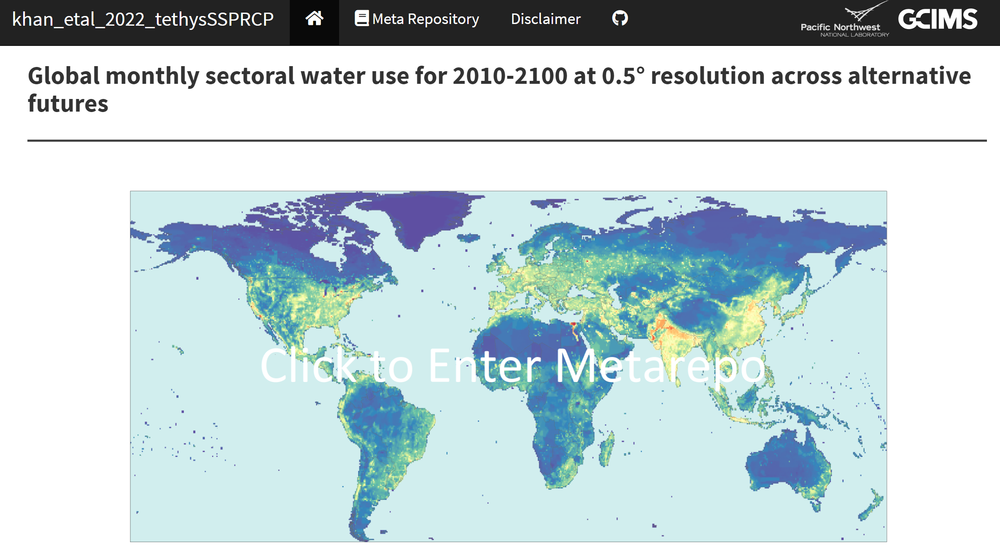 khan_etal_2022_tethysSSPRCP
Meta Repository
Disclaimer
Pacific Northwest
NATIONAL LABORATORY
GCIMS
Global monthly sectoral water use for 2010-2100 at 0.5° resolution across alternative
futures
Click to Enter Metarepo